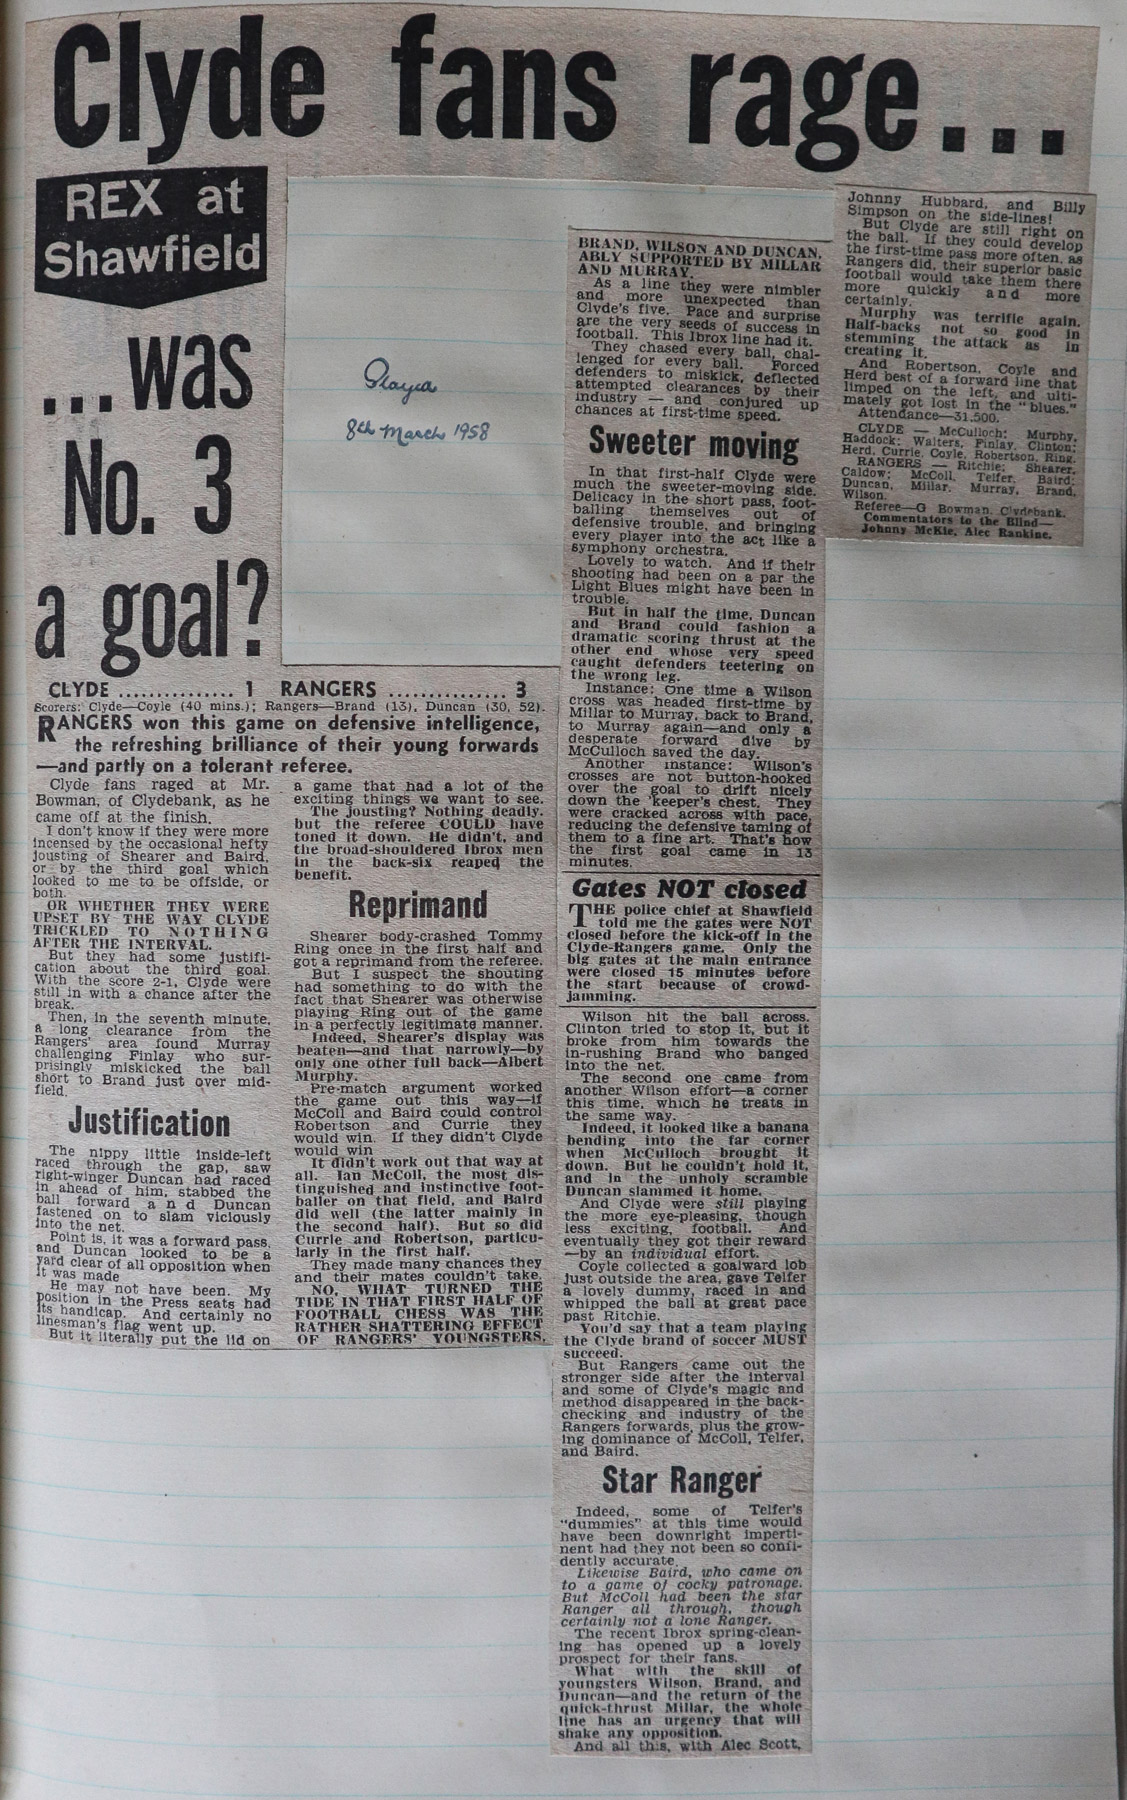 Clyde fans rage...
REX at
Shawfield
...was
No. 3
a goal?
Played
8th March 1958
CLYDE .............. 1 RANGERS .............. 3
Scorers: Clyde—Coyle (40 mins.); Rangers—Brand (13), Duncan (30, 52).
RANGERS won this game on defensive intelligence,
the refreshing brilliance of their young forwards
—and partly on a tolerant referee.
Clyde fans raged at Mr.
Bowman, of Clydebank, as he
came off at the finish.
I don't know if they were more
incensed by the occasional hefty
jousting of Shearer and Baird,
or by the third goal which
looked to me to be offside, or
both.
OR WHETHER THEY WERE
UPSET BY THE WAY CLYDE
TRICKLED TO NOTHING
AFTER THE INTERVAL.
But they had some justifi-
cation about the third goal.
With the score 2-1, Clyde were
still in with a chance after the
break.
Then, in the seventh minute,
a long clearance from the
Rangers' area found Murray
challenging Finlay who sur-
prisingly miskicked the ball
short to Brand just over mid-
field.
Justification
The nippy little inside-left
raced through the gap, saw
right-winger Duncan had raced
in ahead of him, stabbed the
ball forward and Duncan
fastened on to slam viciously
into the net.
Point is, it was a forward pass,
and Duncan looked to be a
yard clear of all opposition when
it was made
He may not have been. My
position in the Press seats had
its handicap. And certainly no
linesman's flag went up.
But it literally put the lid on
a game that had a lot of the
exciting things we want to see.
The jousting? Nothing deadly.
but the referee COULD have
toned it down. He didn't, and
the broad-shouldered Ibrox men
in the back-six reaped the
benefit.
Reprimand
Shearer body-crashed Tommy
Ring once in the first half and
got a reprimand from the referee.
But I suspect the shouting
had something to do with the
fact that Shearer was otherwise
playing Ring out of the game
in a perfectly legitimate manner.
Indeed, Shearer's display was
beaten—and that narrowly—by
only one other full back—Albert
Murphy.
Pre-match argument worked
the game out this way—if
McColl and Baird could control
Robertson and Currie they
would win. If they didn't Clyde
would win
It didn't work out that way at
all. Ian McColl, the most dis-
tinguished and instinctive foot-
baller on that field, and Baird
did well (the latter mainly in
the second half). But so did
Currie and Robertson, particu-
larly in the first half.
They made many chances they
and their mates couldn't take.
NO, WHAT TURNED THE
TIDE IN THAT FIRST HALF OF
FOOTBALL CHESS WAS THE
RATHER SHATTERING EFFECT
OF RANGERS' YOUNGSTERS,
BRAND, WILSON AND DUNCAN,
ABLY SUPPORTED BY MILLAR
AND MURRAY.
As a line they were nimbler
and more unexpected than
Clyde's five. Pace and surprise
are the very seeds of success in
football. This Ibrox line had it.
They chased every ball, chal-
lenged for every ball. Forced
defenders to miskick, deflected
attempted clearances by their
industry — and conjured up
chances at first-time speed.
Sweeter moving
In that first-half Clyde were
much the sweeter-moving side.
Delicacy in the short pass, foot-
balling themselves out of
defensive trouble, and bringing
every player into the act like a
symphony orchestra.
Lovely to watch. And if their
shooting had been on a par the
Light Blues might have been in
trouble.
But in half the time, Duncan
and Brand could fashion a
dramatic scoring thrust at the
other end whose very speed
caught defenders teetering on
the wrong leg.
Instance: One time a Wilson
cross was headed first-time by
Millar to Murray, back to Brand,
to Murray again—and only a
desperate forward dive by
McCulloch saved the day.
Another instance: Wilson's
crosses are not button-hooked
over the goal to drift nicely
down the 'keeper's chest. They
were cracked across with pace,
reducing the defensive taming of
them to a fine art. That's how
the first goal came in 13
minutes.
Gates NOT closed
THE police chief at Shawfield
told me the gates were NOT
closed before the kick-off in the
Clyde-Rangers game. Only the
big gates at the main entrance
were closed 15 minutes before
the start because of crowd-
jamming.
Wilson hit the ball across.
Clinton tried to stop it, but it
broke from him towards the
in-rushing Brand who banged
into the net.
The second one came from
another Wilson effort—a corner
this time, which he treats in
the same way.
Indeed, it looked like a banana
bending into the far corner
when McCulloch brought it
down. But he couldn't hold it,
and in the unholy scramble
Duncan slammed it home.
And Clyde were still playing
the more eye-pleasing, though
less exciting, football. And
eventually they got their reward
—by an individual effort.
Coyle collected a goalward lob
just outside the area, gave Telfer
a lovely dummy, raced in and
whipped the ball at great pace
past Ritchie.
You'd say that a team playing
the Clyde brand of soccer MUST
succeed.
But Rangers came out the
stronger side after the interval
and some of Clyde's magic and
method disappeared in the back-
checking and industry of the
Rangers forwards, plus the grow-
ing dominance of McColl, Telfer,
and Baird.
Star Ranger
Indeed, some of Telfer's
"dummies" at this time would
have been downright imperti-
nent had they not been so confi-
dently accurate.
Likewise Baird, who came on
to a game of cocky patronage.
But McColl had been the star
Ranger all through, though
certainly not a lone Ranger.
The recent Ibrox spring-clean-
ing has opened up a lovely
prospect for their fans.
What with the skill of
youngsters Wilson, Brand, and
Duncan—and the return of the
quick-thrust Millar, the whole
line has an urgency that will
shake any opposition.
And all this, with Alec Scott,
Johnny Hubbard, and Billy
Simpson on the side-lines!
But Clyde are still right on
the ball. If they could develop
the first-time pass more often, as
Rangers did, their superior basic
football would take them there
more quickly and more
certainly.
Murphy was terrific again.
Half-backs not so good in
stemming the attack as in
creating it.
And Robertson, Coyle and
Herd best of a forward line that
limped on the left, and ulti-
mately got lost in the "blues."
Attendance—31,500.
CLYDE — McCulloch; Murphy,
Haddock; Walters, Finlay, Clinton;
Herd, Currie, Coyle, Robertson, Ring.
RANGERS — Ritchie; Shearer,
Caldow; McColl, Telfer, Baird;
Duncan, Millar, Murray, Brand,
Wilson.
Referee—G Bowman, Clydebank.
Commentators to the Blind—
Johnny McKie, Alec Rankine.